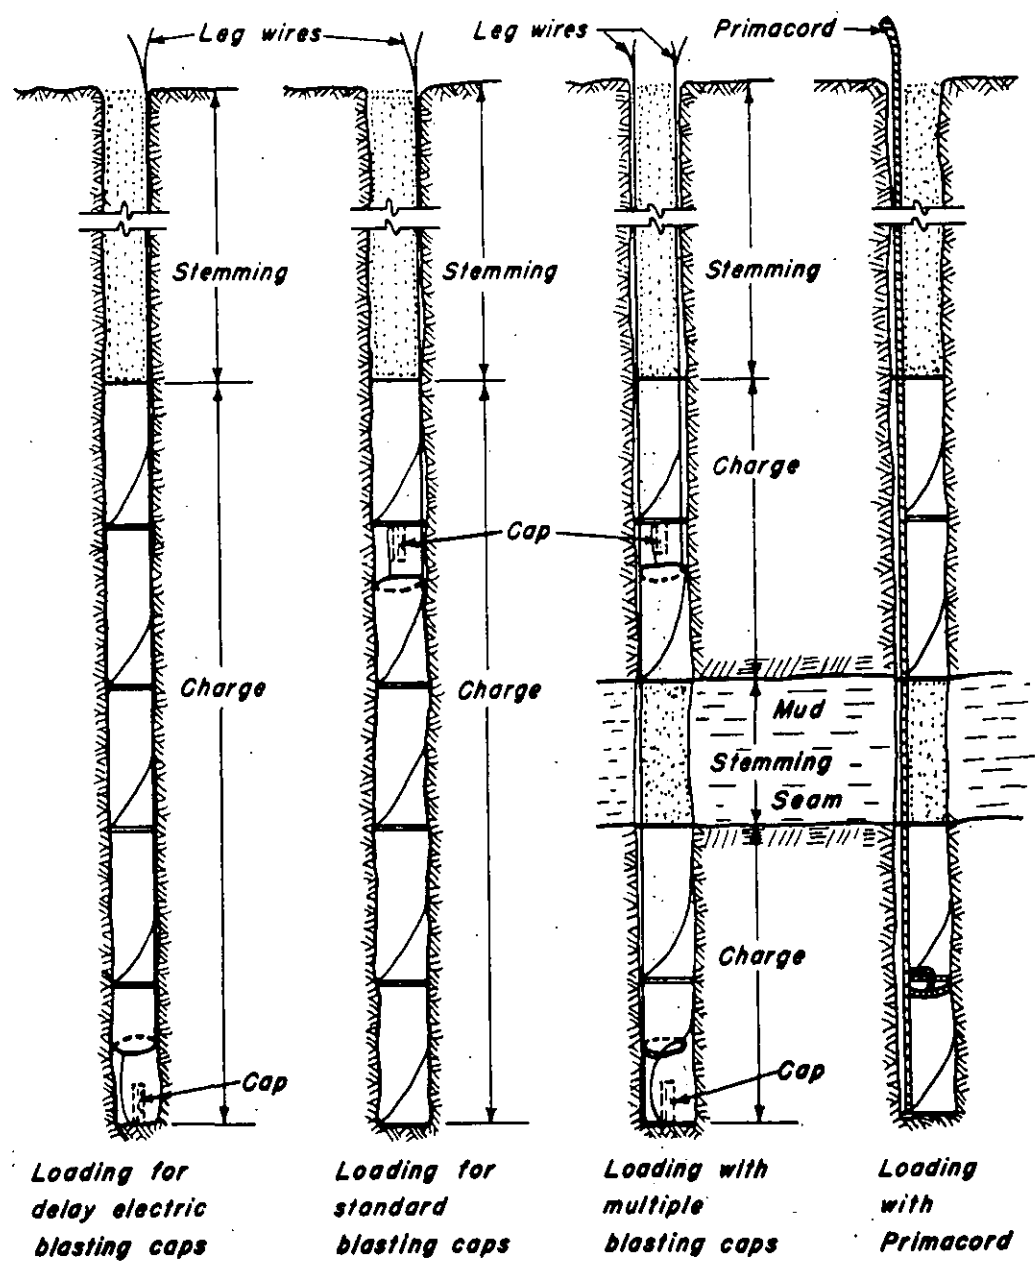 Leg wires
Leg wires
Primacord
Stemming
Stemming
Stemming
Charge
Cap
Charge
Charge
Mud
Stemming
Seam
Charge
Cap
Cap
Loading for
delay electric
blasting caps
Loading for
standard
blasting caps
Loading with
multiple
blasting caps
Loading
with
Primacord